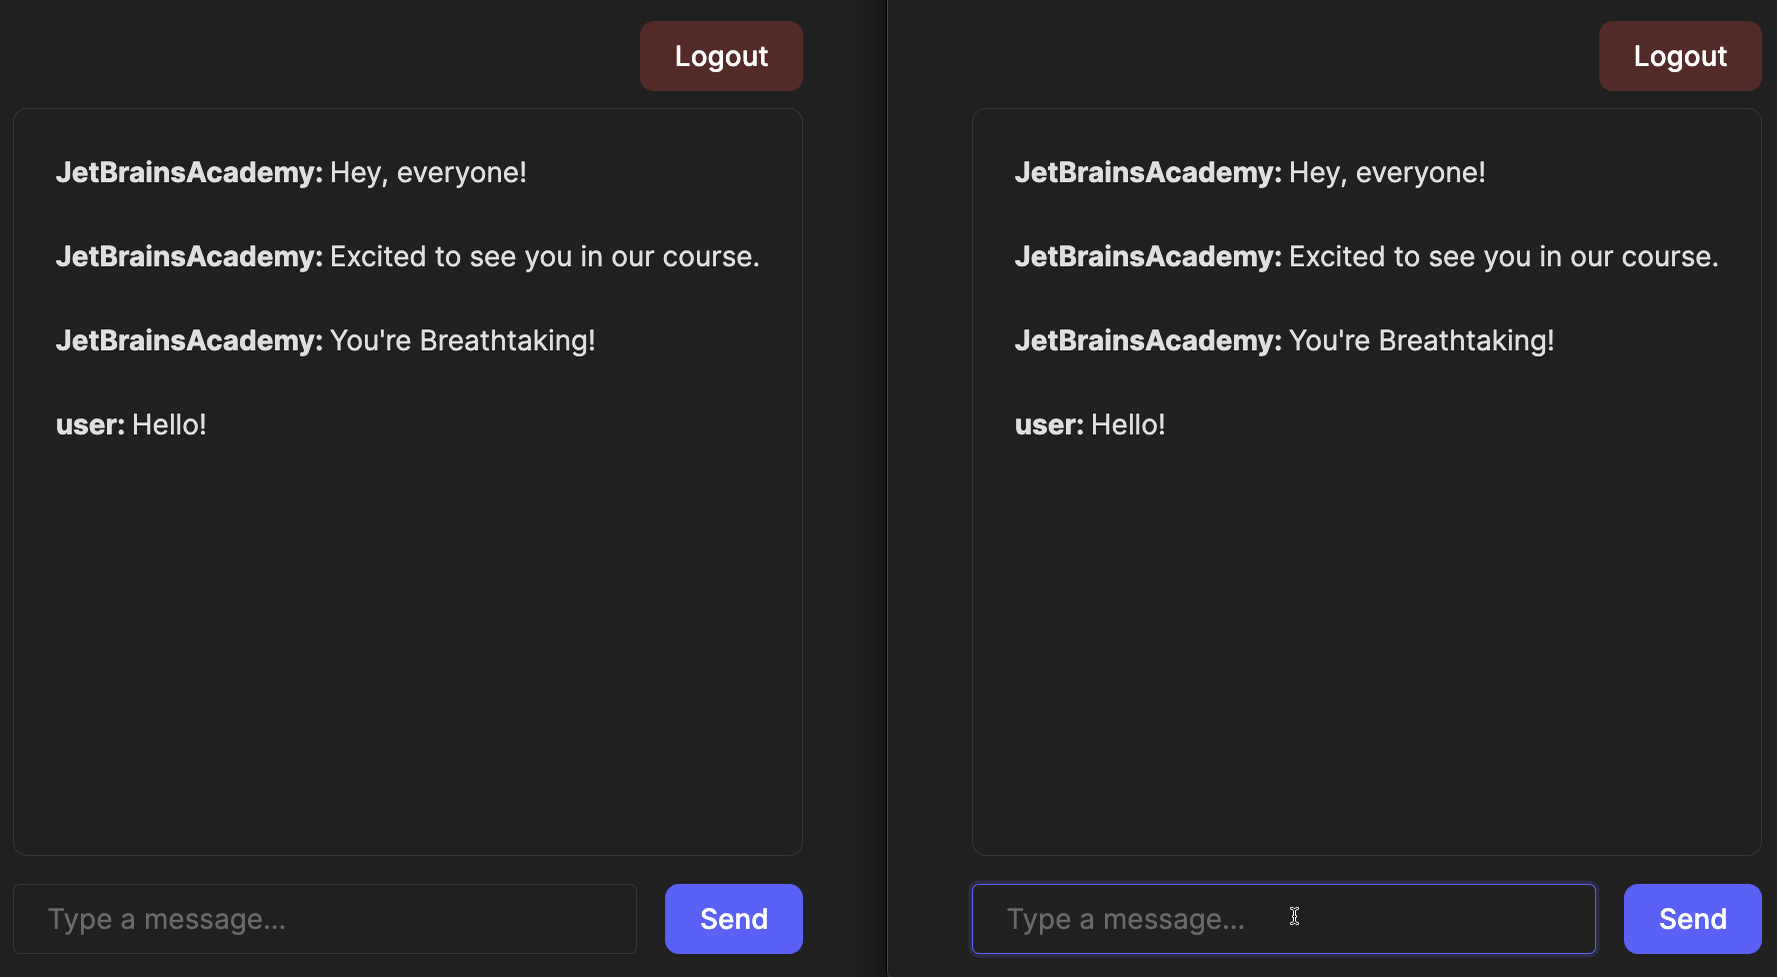 Logout
JetBrainsAcademy: Hey, everyone!
JetBrainsAcademy: Excited to see you in our course.
JetBrainsAcademy: You're Breathtaking!
user: Hello!
Type a message...
Send
Logout
JetBrainsAcademy: Hey, everyone!
JetBrainsAcademy: Excited to see you in our course.
JetBrainsAcademy: You're Breathtaking!
user: Hello!
Type a message...
Send